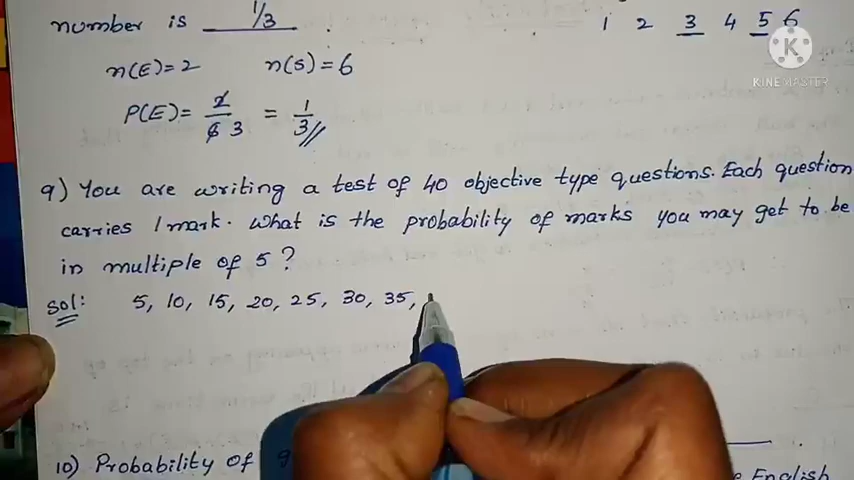 number is 1/3 .
1 2 3 4 5 6
n(E)=2 n(S)=6
P(E)= 2/6 3 = 1/3 //
K
KINEMASTER
9) You are writing a test of 40 objective type questions. Each question
carries 1 mark. What is the probability of marks you may get to be
in multiple of 5?
Sol: 5, 10, 15, 20, 25, 30, 35,
10) Probability of
English